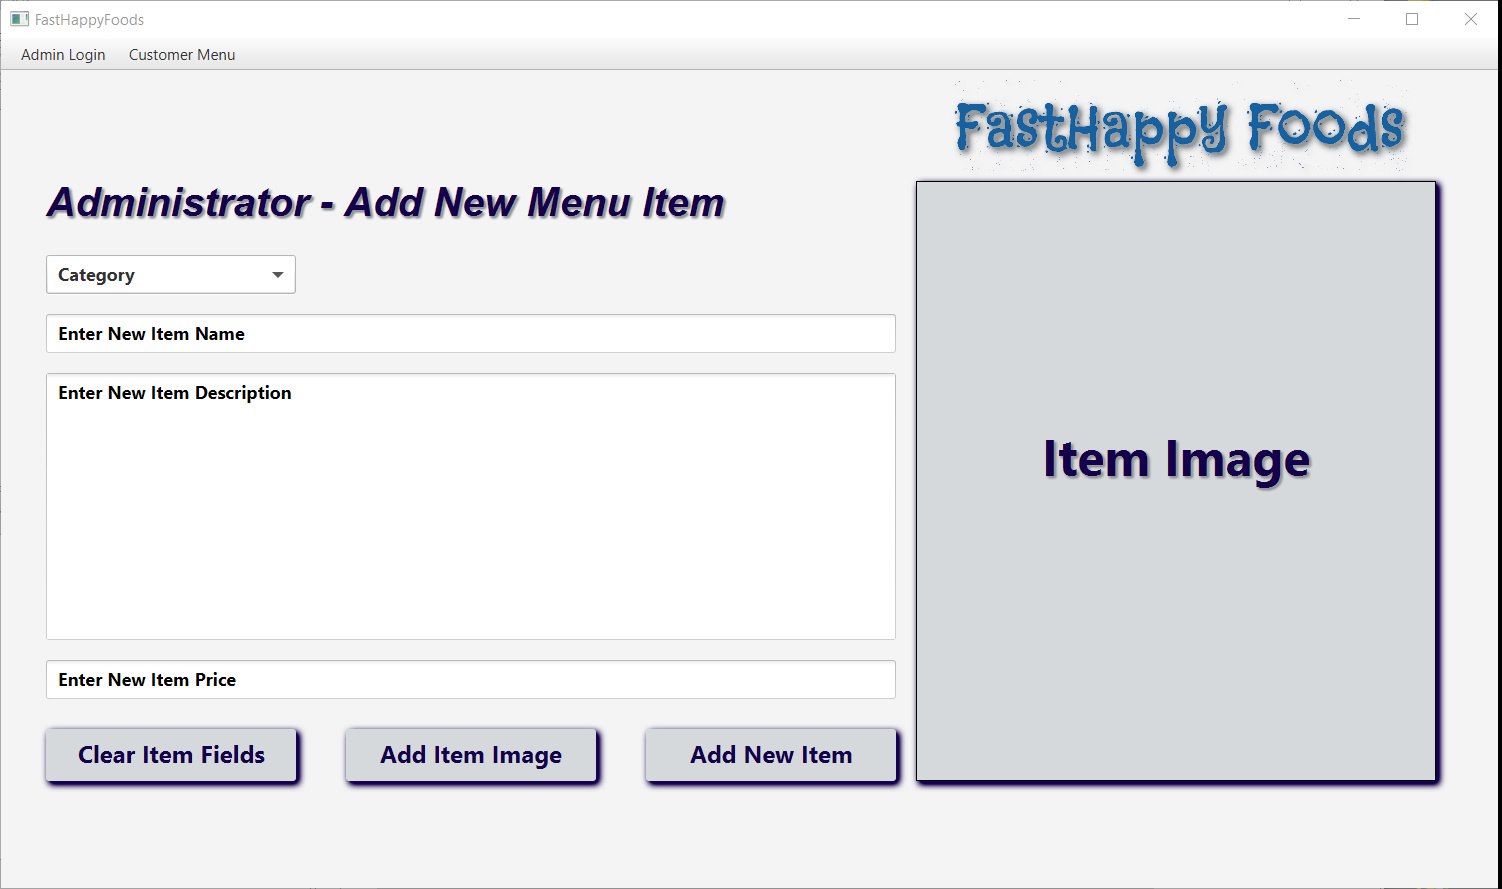 FastHappyFoods
Admin Login Customer Menu
FastHappy Foods
Administrator - Add New Menu Item
Category
Enter New Item Name
Enter New Item Description
Item Image
Enter New Item Price
Clear Item Fields Add Item Image Add New Item